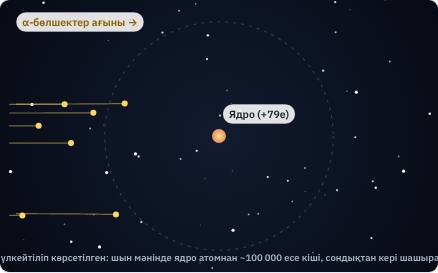 α-бөлшектер ағыны →
Ядро (+79e)
үлкейтіліп көрсетілген: шын мәнінде ядро атомнан ~100 000 есе кіші, сондықтан кері шашыра